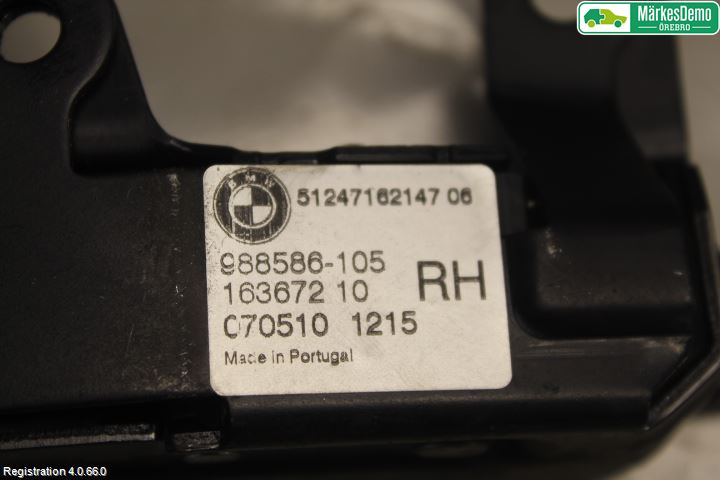 MärkesDemo
ÖREBRO
BMW
51247162147 06
988586-105
163672 10
RH
070510 1215
Made in Portugal
Registration 4.0.66.0